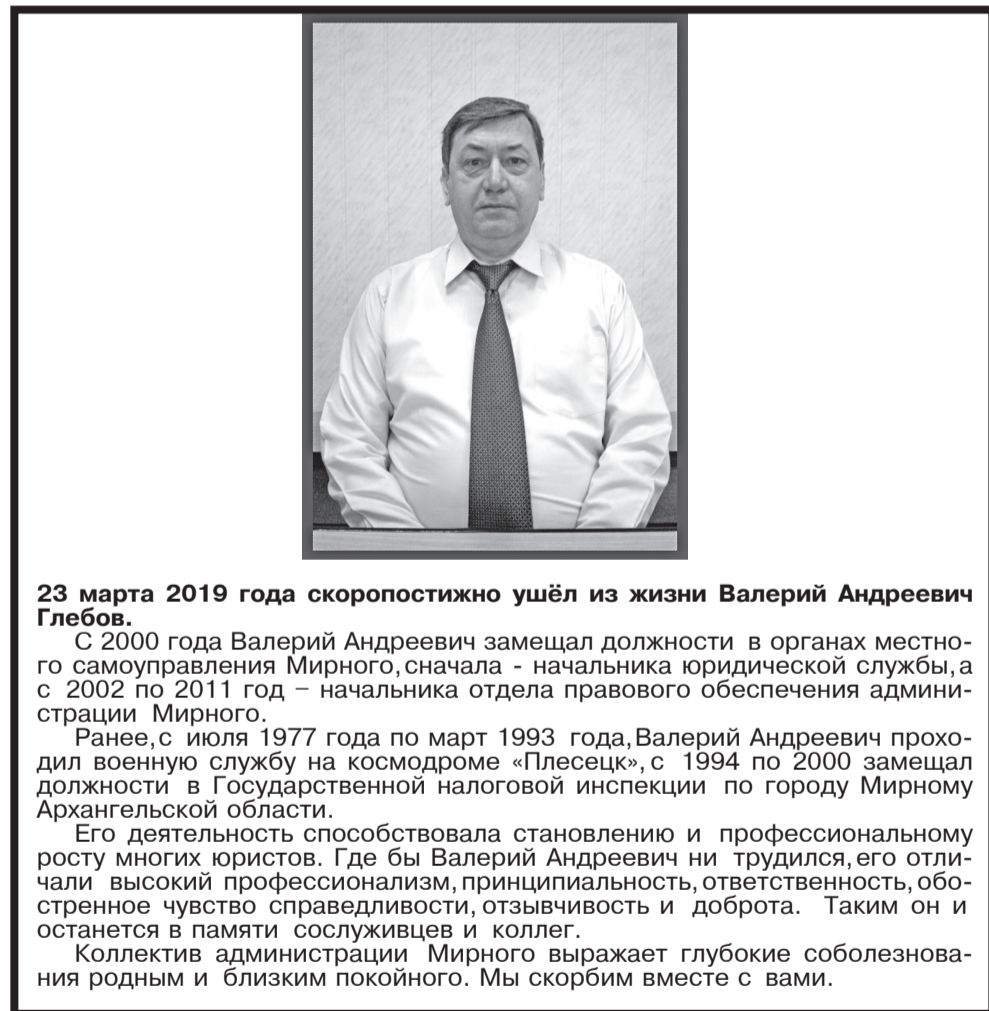 23 марта 2019 года скоропостижно ушёл из жизни Валерий Андреевич
Глебов.
С 2000 года Валерий Андреевич замещал должности в органах местно-
го самоуправления Мирного, сначала - начальника юридической службы, а
с 2002 по 2011 год – начальника отдела правового обеспечения админи-
страции Мирного.
Ранее, с июля 1977 года по март 1993 года, Валерий Андреевич прохо-
дил военную службу на космодроме «Плесецк», с 1994 по 2000 замещал
должности в Государственной налоговой инспекции по городу Мирному
Архангельской области.
Его деятельность способствовала становлению и профессиональному
росту многих юристов. Где бы Валерий Андреевич ни трудился, его отли-
чали высокий профессионализм, принципиальность, ответственность, обо-
стренное чувство справедливости, отзывчивость и доброта. Таким он и
останется в памяти сослуживцев и коллег.
Коллектив администрации Мирного выражает глубокие соболезнова-
ния родным и близким покойного. Мы скорбим вместе с вами.